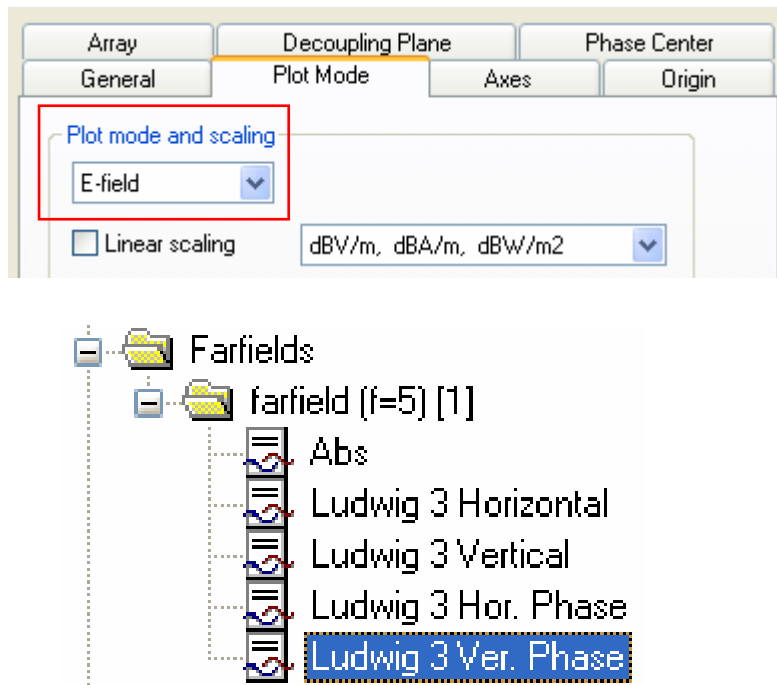 Array Decoupling Plane Phase Center
General Plot Mode Axes Origin
Plot mode and scaling
E-field
Linear scaling dBV/m, dBA/m, dBW/m2
Farfields
farfield (f=5) [1]
Abs
Ludwig 3 Horizontal
Ludwig 3 Vertical
Ludwig 3 Hor. Phase
Ludwig 3 Ver. Phase